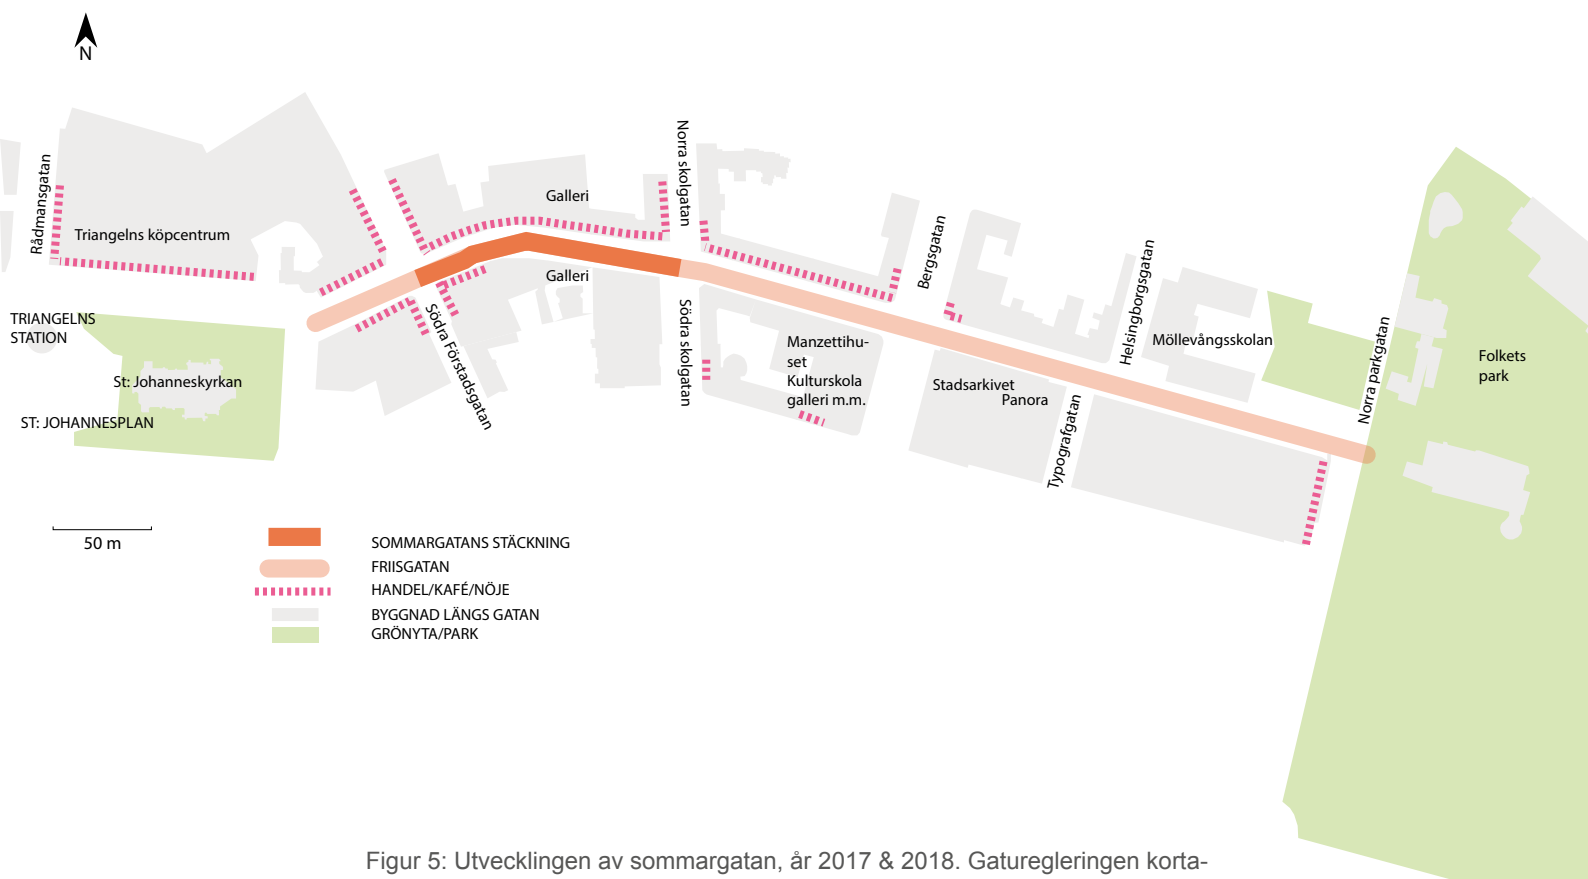 N
Rådmansgatan
Triangelns köpcentrum
TRIANGELNS
STATION
St: Johanneskyrkan
ST: JOHANNESPLAN
Södra Förstadsgatan
Galleri
Galleri
Norra skolgatan
Södra skolgatan
Manzettihu-
set
Kulturskola
galleri m.m.
Bergsgatan
Stadsarkivet
Panora
Typografgatan
Helsingborgsgatan
Möllevångsskolan
Norra parkgatan
Folkets
park
50 m
SOMMARGATANS STÄCKNING
FRIISGATAN
HANDEL/KAFÉ/NÖJE
BYGGNAD LÄNGS GATAN
GRÖNYTA/PARK
Figur 5: Utvecklingen av sommargatan, år 2017 & 2018. Gaturegleringen korta-